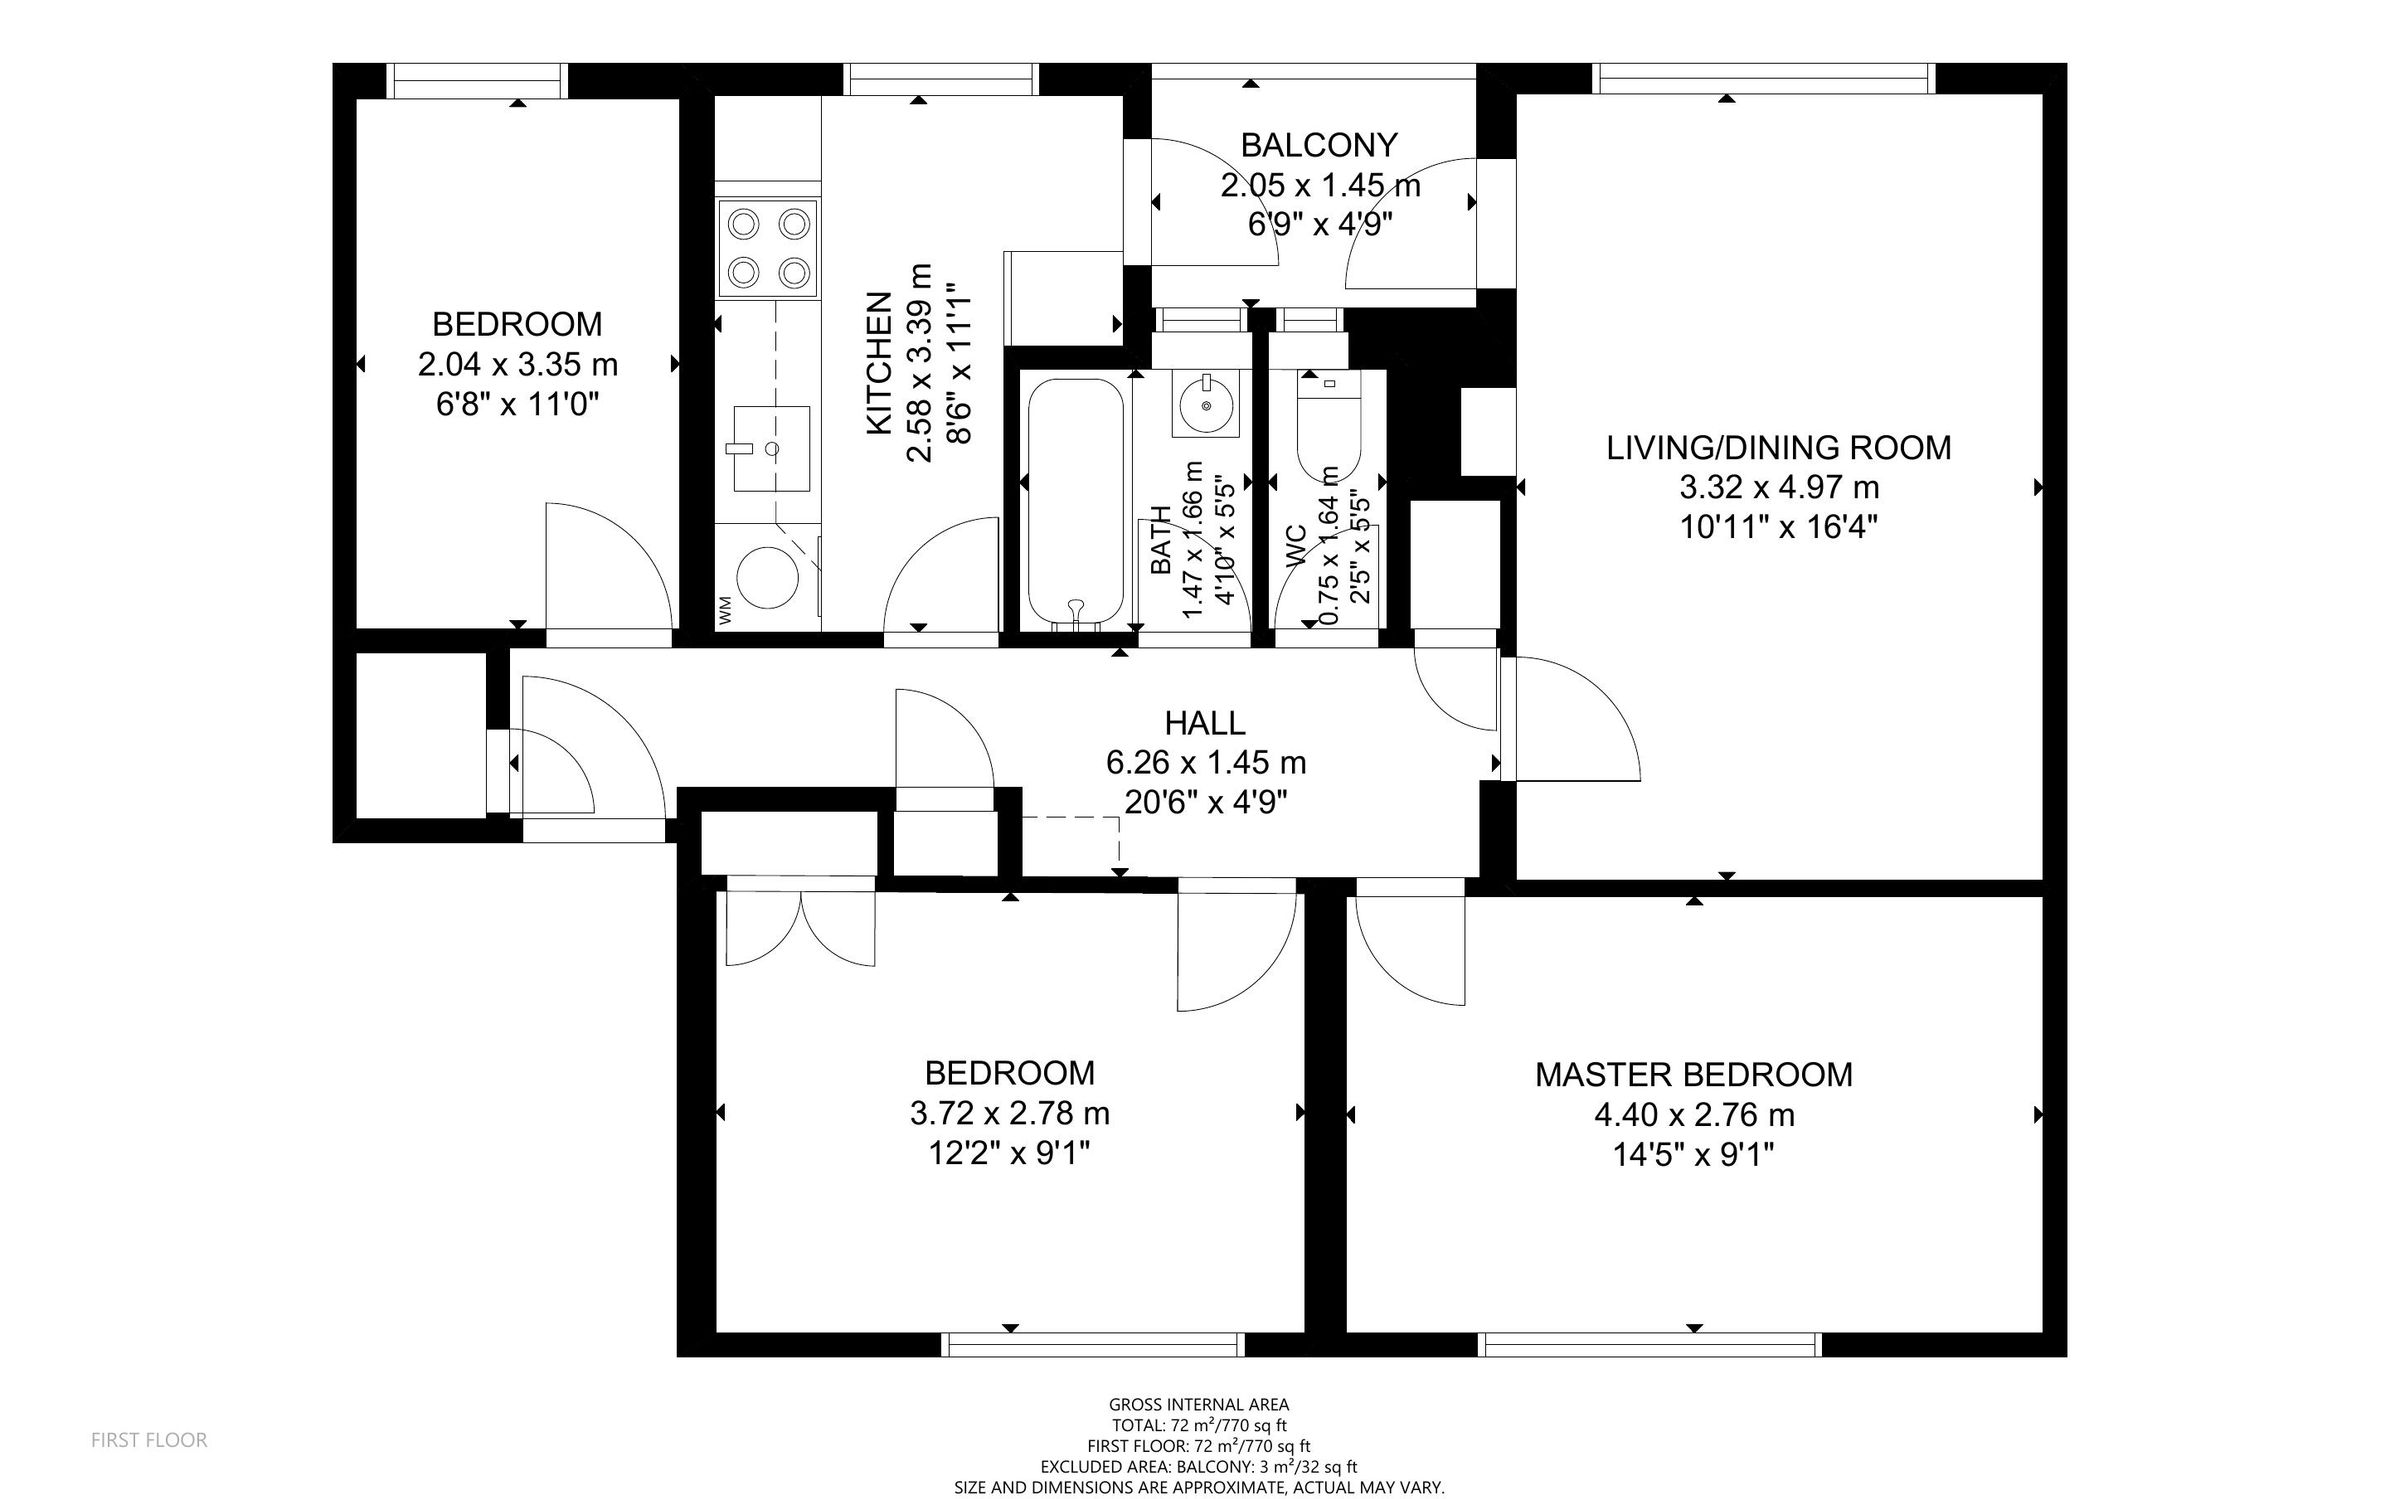 BALCONY
2.05 x 1.45 m
6'9" x 4'9"
BEDROOM
2.04 x 3.35 m
6'8" x 11'0"
KITCHEN
2.58 x 3.39 m
8'6" x 11'1"
WM
BATH
1.47 x 1.66 m
4'10" x 5'5"
WC
0.75 x 1.64 m
2'5" x 5'5"
LIVING/DINING ROOM
3.32 x 4.97 m
10'11" x 16'4"
HALL
6.26 x 1.45 m
20'6" x 4'9"
BEDROOM
3.72 x 2.78 m
12'2" x 9'1"
MASTER BEDROOM
4.40 x 2.76 m
14'5" x 9'1"
FIRST FLOOR
GROSS INTERNAL AREA
TOTAL: 72 m²/770 sq ft
FIRST FLOOR: 72 m²/770 sq ft
EXCLUDED AREA: BALCONY: 3 m²/32 sq ft
SIZE AND DIMENSIONS ARE APPROXIMATE, ACTUAL MAY VARY.